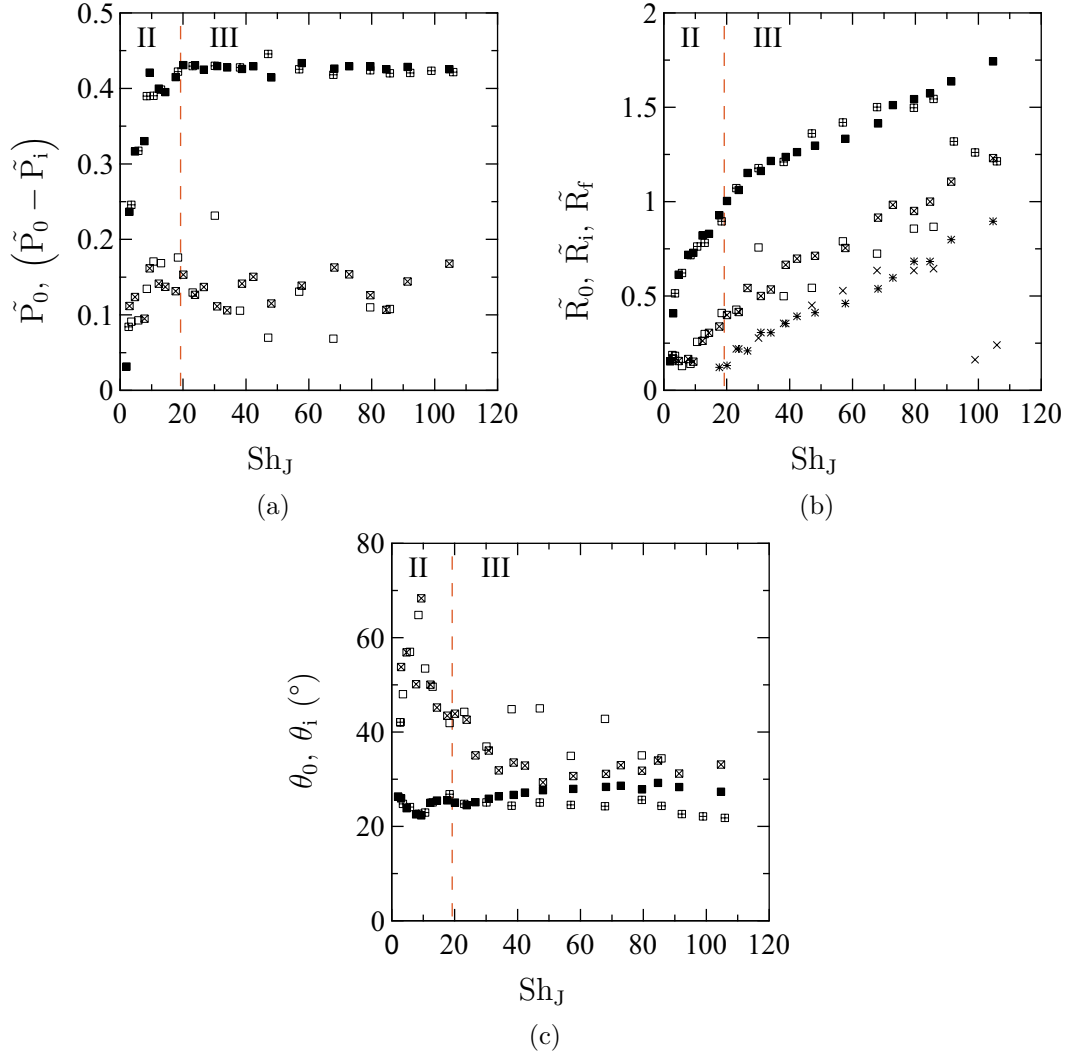 II III
0.5
0.4
0.3
0.2
0.1
0
0 20 40 60 80 100 120
P̃₀, (P̃₀ − P̃ᵢ)
Sh_J
(a)
II III
2
1.5
1
0.5
0
0 20 40 60 80 100 120
R̃₀, R̃ᵢ, R̃_f
Sh_J
(b)
II III
80
60
40
20
0
0 20 40 60 80 100 120
θ₀, θᵢ (°)
Sh_J
(c)